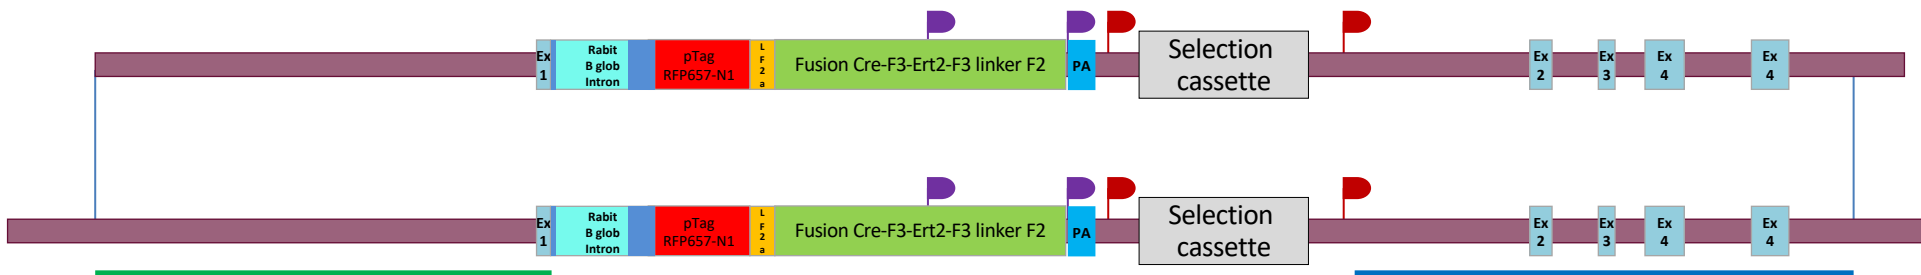 Ex
1
Rabit
B glob
Intron
pTag
RFP657-N1
L
F
2
a
Fusion Cre-F3-Ert2-F3 linker F2
PA
Selection
cassette
Ex
2
Ex
3
Ex
4
Ex
4
Ex
1
Rabit
B glob
Intron
pTag
RFP657-N1
L
F
2
a
Fusion Cre-F3-Ert2-F3 linker F2
PA
Selection
cassette
Ex
2
Ex
3
Ex
4
Ex
4